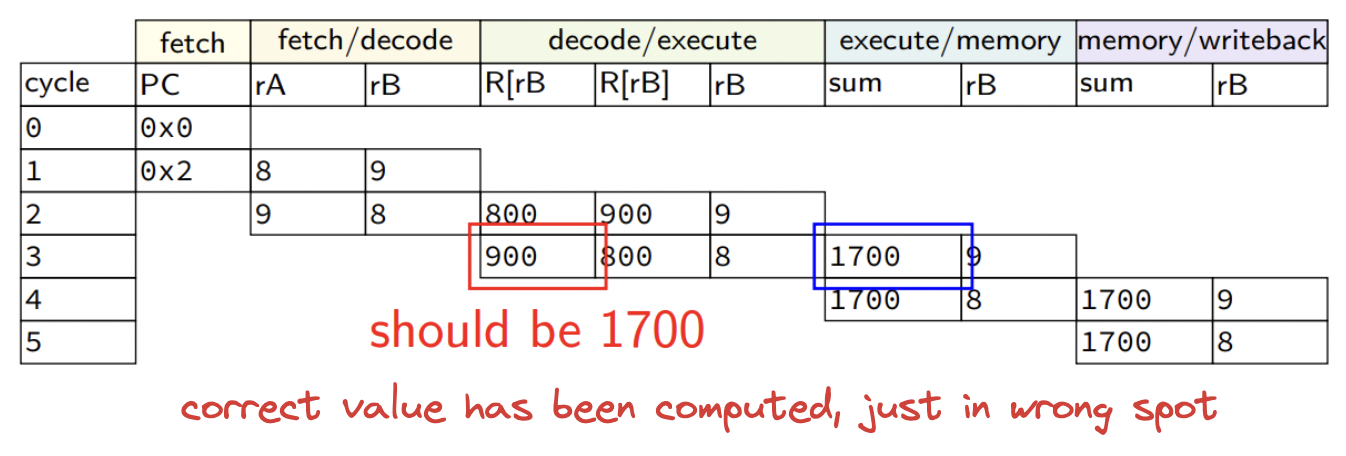 fetch fetch/decode decode/execute execute/memory memory/writeback
cycle PC rA rB R[rB R[rB] rB sum rB sum rB
0 0x0
1 0x2 8 9
2 9 8 800 900 9
3 900 800 8 1700 9
4 1700 8 1700 9
5 1700 8
should be 1700
correct value has been computed, just in wrong spot